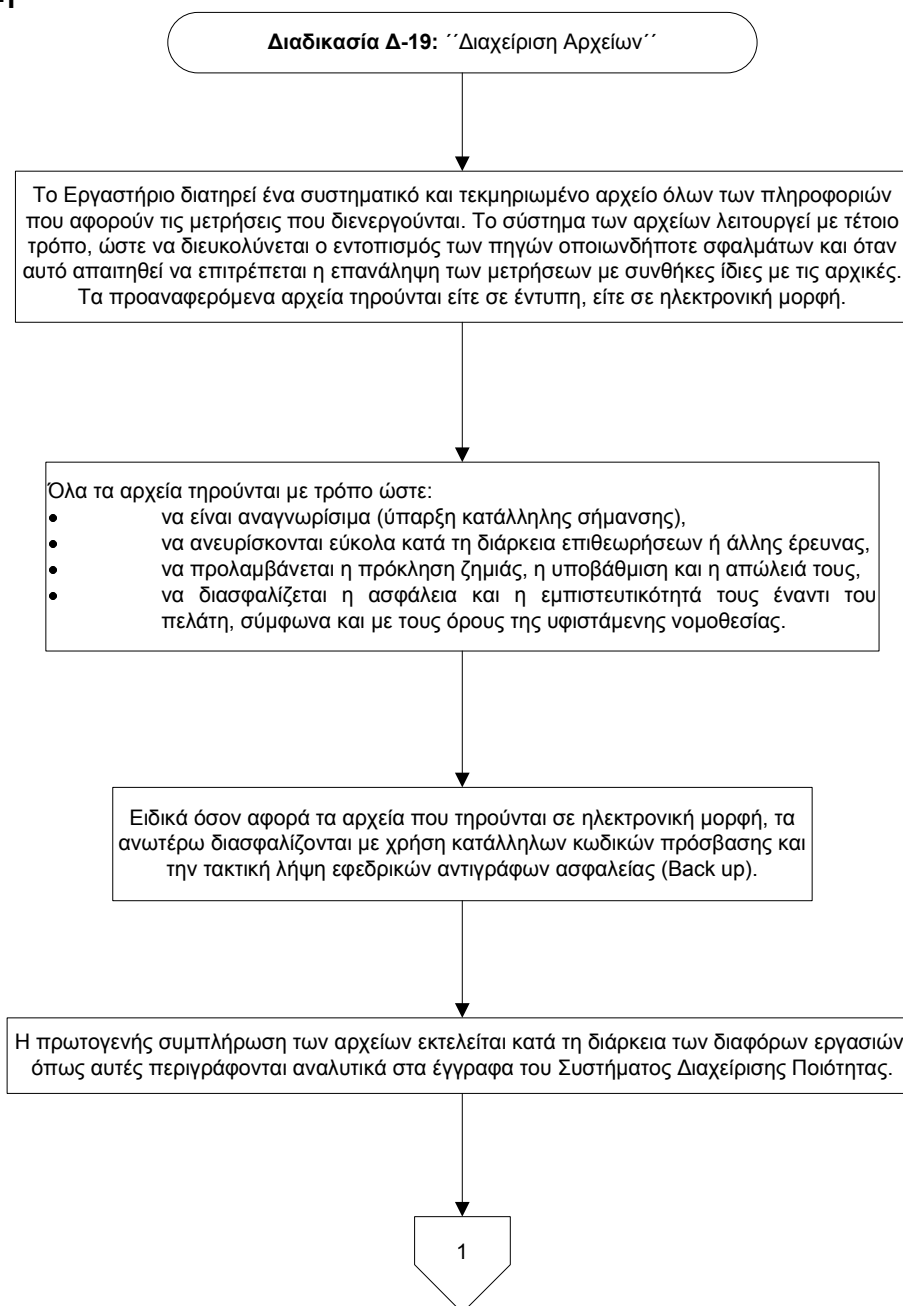 Διαδικασία Δ-19: ΄΄Διαχείριση Αρχείων΄΄
Το Εργαστήριο διατηρεί ένα συστηματικό και τεκμηριωμένο αρχείο όλων των πληροφοριών
που αφορούν τις μετρήσεις που διενεργούνται. Το σύστημα των αρχείων λειτουργεί με τέτοιο
τρόπο, ώστε να διευκολύνεται ο εντοπισμός των πηγών οποιωνδήποτε σφαλμάτων και όταν
αυτό απαιτηθεί να επιτρέπεται η επανάληψη των μετρήσεων με συνθήκες ίδιες με τις αρχικές.
Τα προαναφερόμενα αρχεία τηρούνται είτε σε έντυπη, είτε σε ηλεκτρονική μορφή.
Όλα τα αρχεία τηρούνται με τρόπο ώστε:
• να είναι αναγνωρίσιμα (ύπαρξη κατάλληλης σήμανσης),
• να ανευρίσκονται εύκολα κατά τη διάρκεια επιθεωρήσεων ή άλλης έρευνας,
• να προλαμβάνεται η πρόκληση ζημιάς, η υποβάθμιση και η απώλειά τους,
• να διασφαλίζεται η ασφάλεια και η εμπιστευτικότητά τους έναντι του
πελάτη, σύμφωνα και με τους όρους της υφιστάμενης νομοθεσίας.
Ειδικά όσον αφορά τα αρχεία που τηρούνται σε ηλεκτρονική μορφή, τα
ανωτέρω διασφαλίζονται με χρήση κατάλληλων κωδικών πρόσβασης και
την τακτική λήψη εφεδρικών αντιγράφων ασφαλείας (Back up).
Η πρωτογενής συμπλήρωση των αρχείων εκτελείται κατά τη διάρκεια των διαφόρων εργασιών
όπως αυτές περιγράφονται αναλυτικά στα έγγραφα του Συστήματος Διαχείρισης Ποιότητας.
1